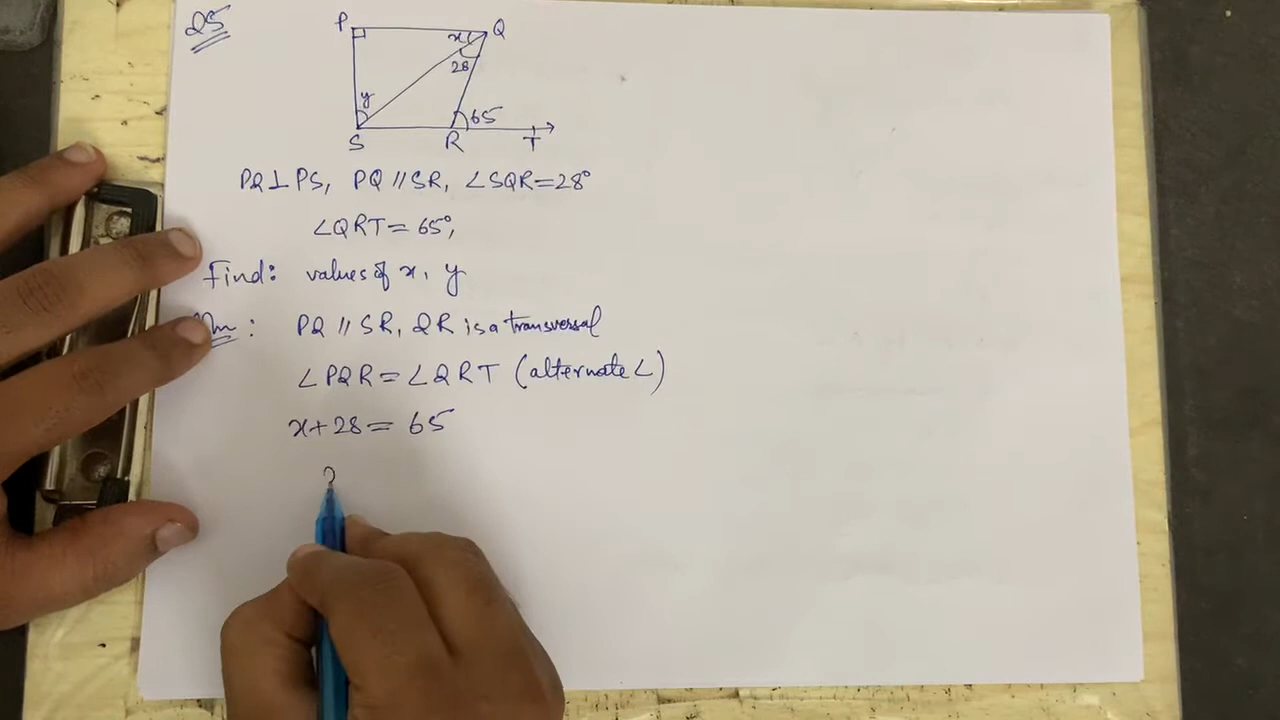 Q5
P Q
x
28
y
65
S R T
PQ⊥PS, PQ // SR, ∠SQR=28°
∠QRT = 65°,
Find: values of x, y
: PQ // SR, QR is a transversal
∠PQR = ∠QRT (alternate ∠)
x+28 = 65